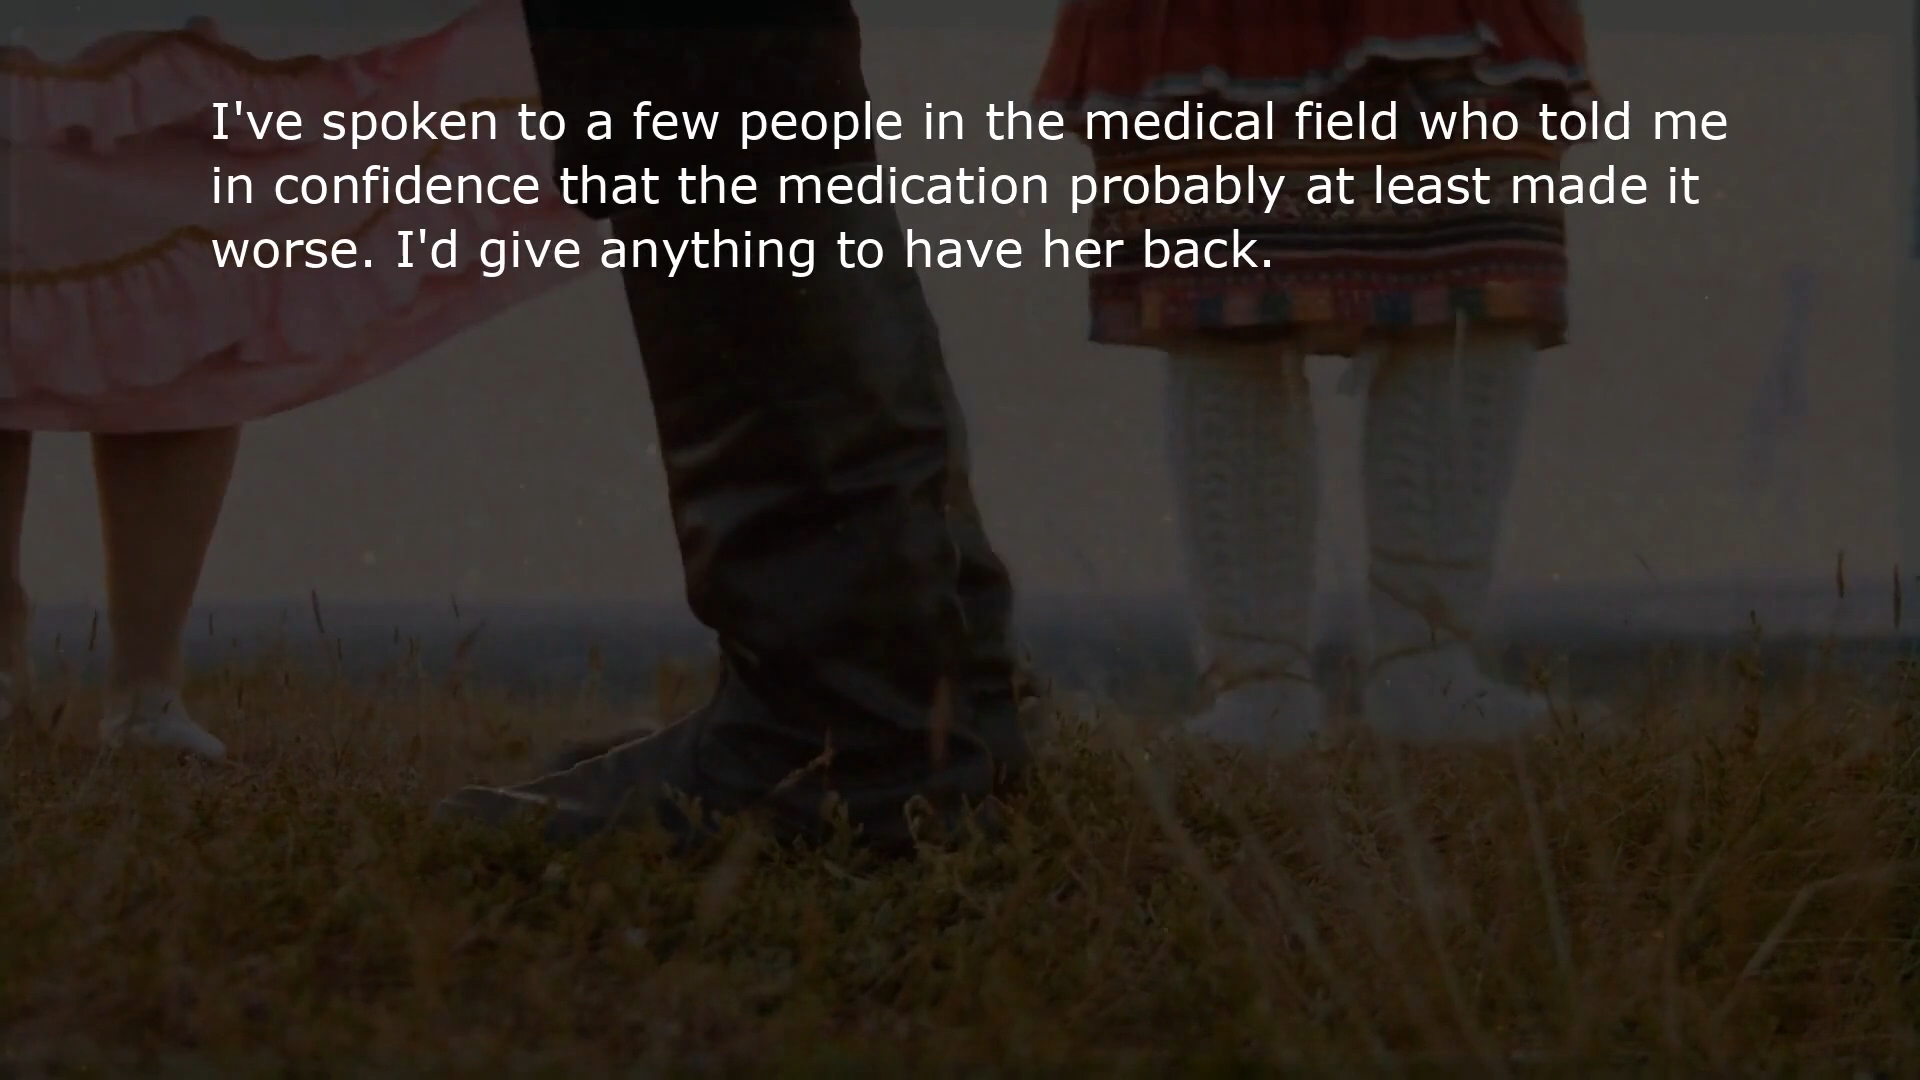 I've spoken to a few people in the medical field who told me
in confidence that the medication probably at least made it
worse. I'd give anything to have her back.